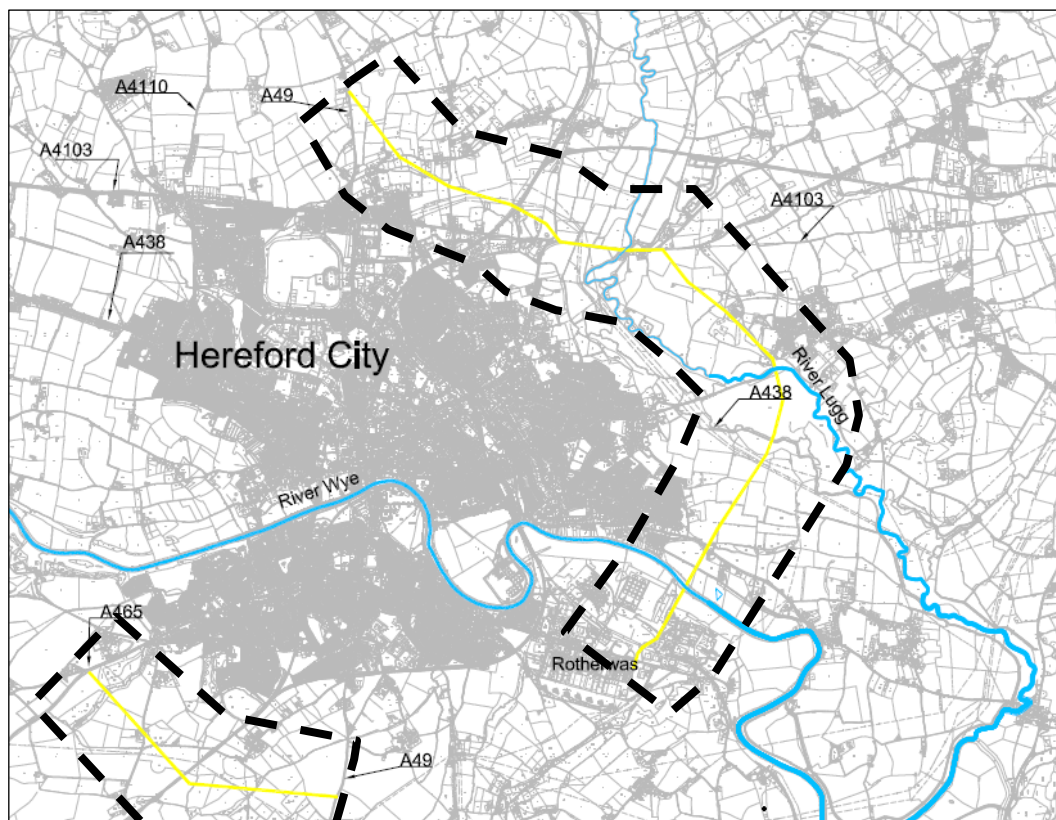 A4110
A49
A4103
A4103
A438
Hereford City
River Lugg
A438
River Wye
A465
Rotherwas
A49